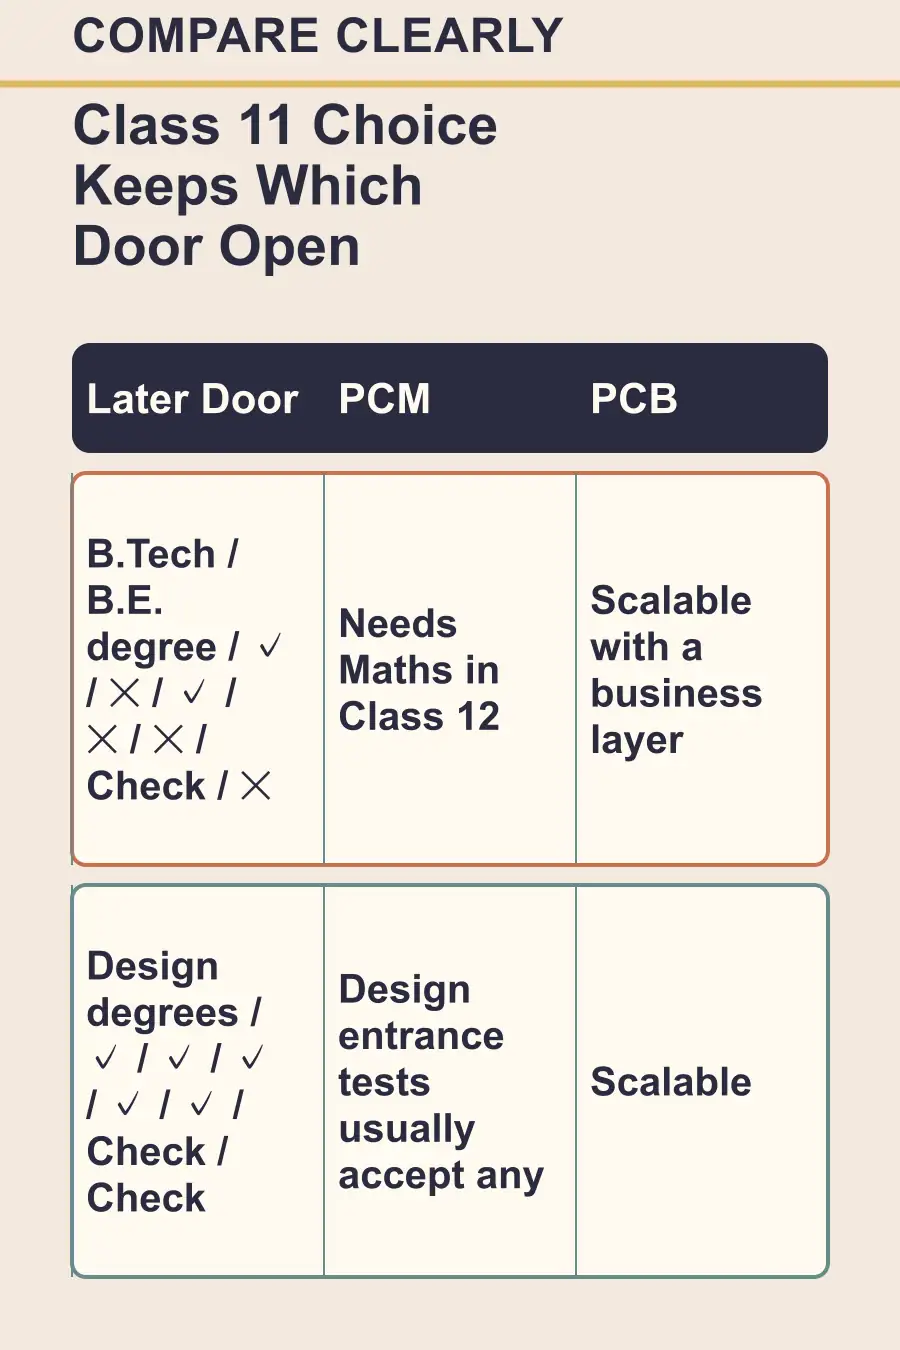 COMPARE CLEARLY
Class 11 Choice
Keeps Which
Door Open
Later Door
PCM
PCB
B.Tech /
B.E.
degree / ✓
/ ✕ / ✓ /
✕ / ✕ /
Check / ✕
Needs
Maths in
Class 12
Scalable
with a
business
layer
Design
degrees /
✓ / ✓ / ✓
/ ✓ / ✓ /
Check /
Check
Design
entrance
tests
usually
accept any
Scalable